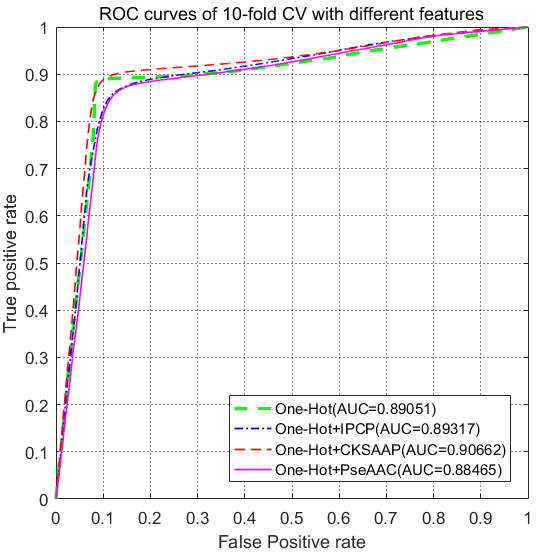 ROC curves of 10-fold CV with different features
True positive rate
1
0.9
0.8
0.7
0.6
0.5
0.4
0.3
0.2
0.1
0
One-Hot(AUC=0.89051)
One-Hot+IPCP(AUC=0.89317)
One-Hot+CKSAAP(AUC=0.90662)
One-Hot+PseAAC(AUC=0.88465)
0 0.1 0.2 0.3 0.4 0.5 0.6 0.7 0.8 0.9 1
False Positive rate